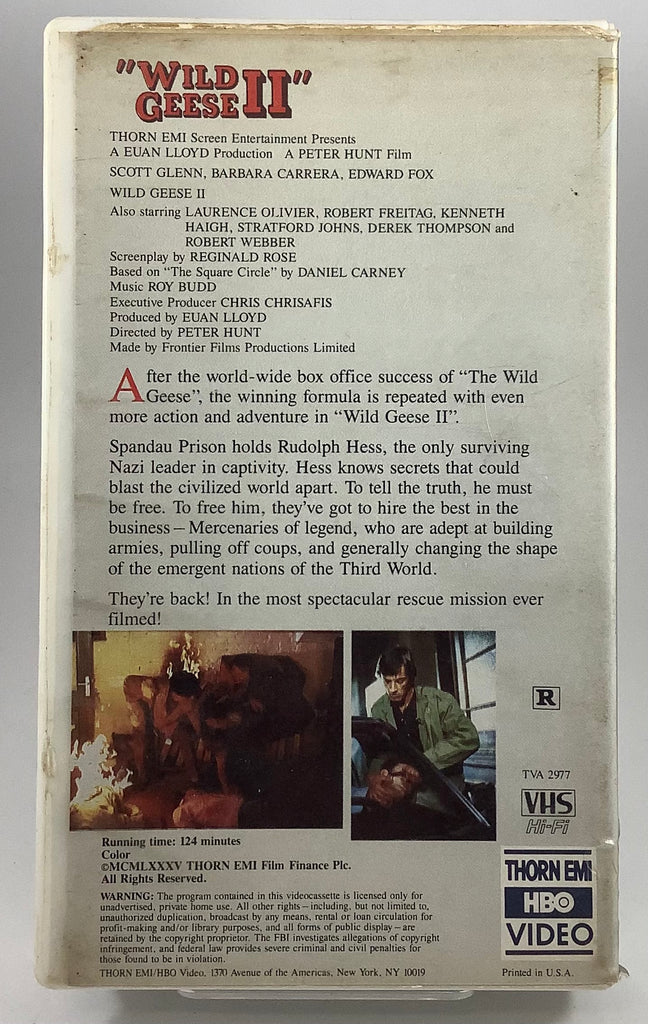 "WILD
GEESE II"
THORN EMI Screen Entertainment Presents
A EUAN LLOYD Production A PETER HUNT Film
SCOTT GLENN, BARBARA CARRERA, EDWARD FOX
WILD GEESE II
Also starring LAURENCE OLIVIER, ROBERT FREITAG, KENNETH
HAIGH, STRATFORD JOHNS, DEREK THOMPSON and
ROBERT WEBBER
Screenplay by REGINALD ROSE
Based on "The Square Circle" by DANIEL CARNEY
Music ROY BUDD
Executive Producer CHRIS CHRISAFIS
Produced by EUAN LLOYD
Directed by PETER HUNT
Made by Frontier Films Productions Limited
After the world-wide box office success of "The Wild
Geese", the winning formula is repeated with even
more action and adventure in "Wild Geese II".
Spandau Prison holds Rudolph Hess, the only surviving
Nazi leader in captivity. Hess knows secrets that could
blast the civilized world apart. To tell the truth, he must
be free. To free him, they've got to hire the best in the
business – Mercenaries of legend, who are adept at building
armies, pulling off coups, and generally changing the shape
of the emergent nations of the Third World.
They're back! In the most spectacular rescue mission ever
filmed!
R
TVA 2977
VHS
Hi-Fi
Running time: 124 minutes
Color
©MCMLXXXV THORN EMI Film Finance Plc.
All Rights Reserved.
WARNING: The program contained in this videocassette is licensed only for
unadvertised, private home use. All other rights – including, but not limited to,
unauthorized duplication, broadcast by any means, rental or loan circulation for
profit-making and/or library purposes, and all forms of public display – are
retained by the copyright proprietor. The FBI investigates allegations of copyright
infringement, and federal law provides severe criminal and civil penalties for
those found to be in violation.
THORN EMI/HBO Video, 1370 Avenue of the Americas, New York, NY 10019
THORN EMI
HBO
VIDEO
Printed in U.S.A.